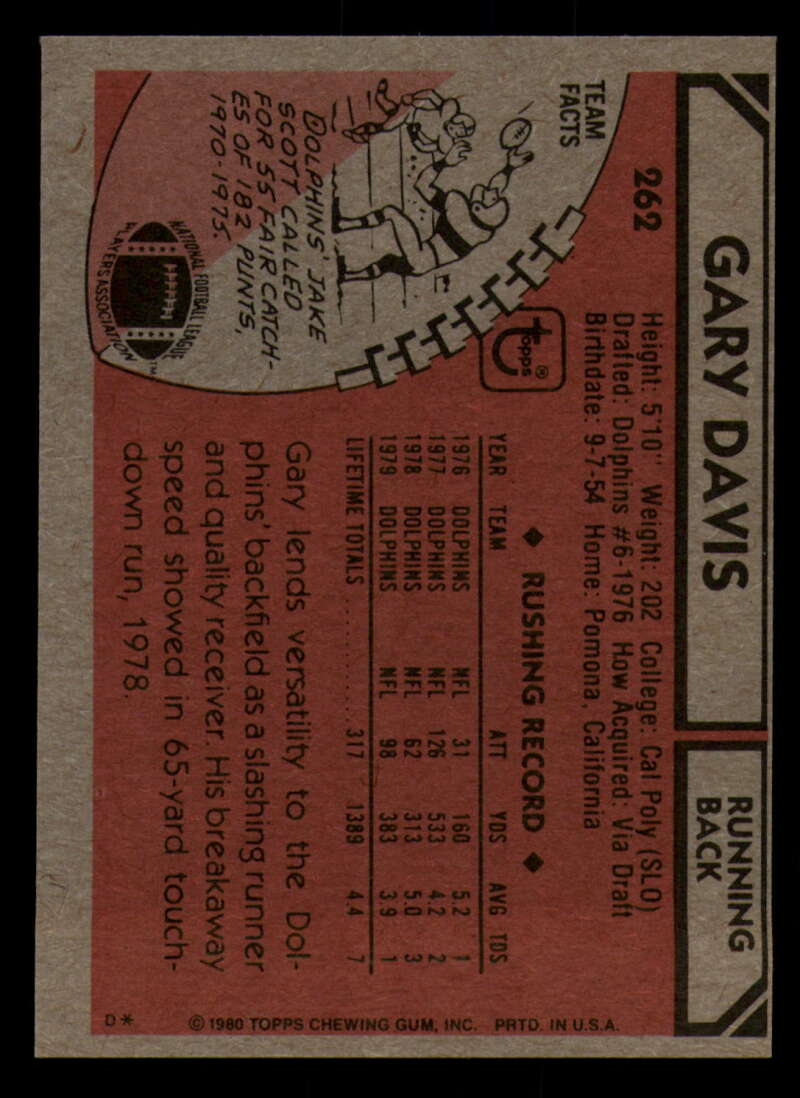 GARY DAVIS
RUNNING
BACK
262
Height: 5'10" Weight: 202 College: Cal Poly (SLO)
Drafted: Dolphins #6-1976 How Acquired: Via Draft
Birthdate: 9-7-54 Home: Pomona, California
TEAM
FACTS
topps®
DOLPHINS' JAKE
SCOTT CALLED
FOR 55 FAIR CATCH-
ES OF 182 PUNTS,
1970-1975.
NATIONAL FOOTBALL LEAGUE
PLAYERS ASSOCIATION™
◆ RUSHING RECORD ◆
YEAR TEAM ATT YDS AVG TDS
1976 DOLPHINS NFL 31 160 5.2 1
1977 DOLPHINS NFL 126 533 4.2 2
1978 DOLPHINS NFL 62 313 5.0 3
1979 DOLPHINS NFL 98 383 3.9 1
LIFETIME TOTALS 317 1389 4.4 7
Gary lends versatility to the Dol-
phins' backfield as a slashing runner
and quality receiver. His breakaway
speed showed in 65-yard touch-
down run, 1978.
D* © 1980 TOPPS CHEWING GUM, INC. PRTD. IN U.S.A.